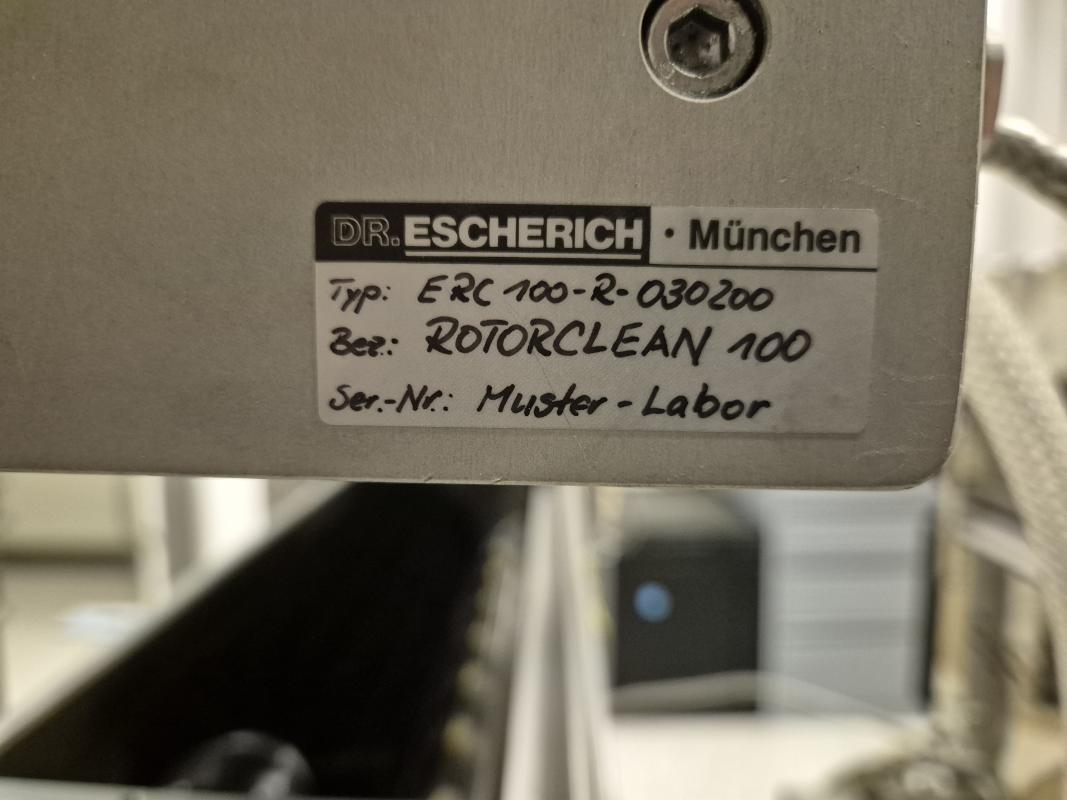 DR. ESCHERICH · München
Typ: ERC 100-R-030200
Bez.: ROTORCLEAN 100
Ser.-Nr.: Muster-Labor